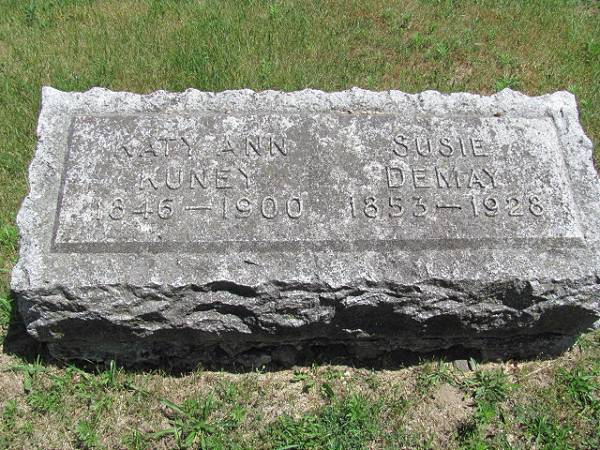 KATY ANN
KUNEY
1846 — 1900
SUSIE
DEMAY
1853 — 1928